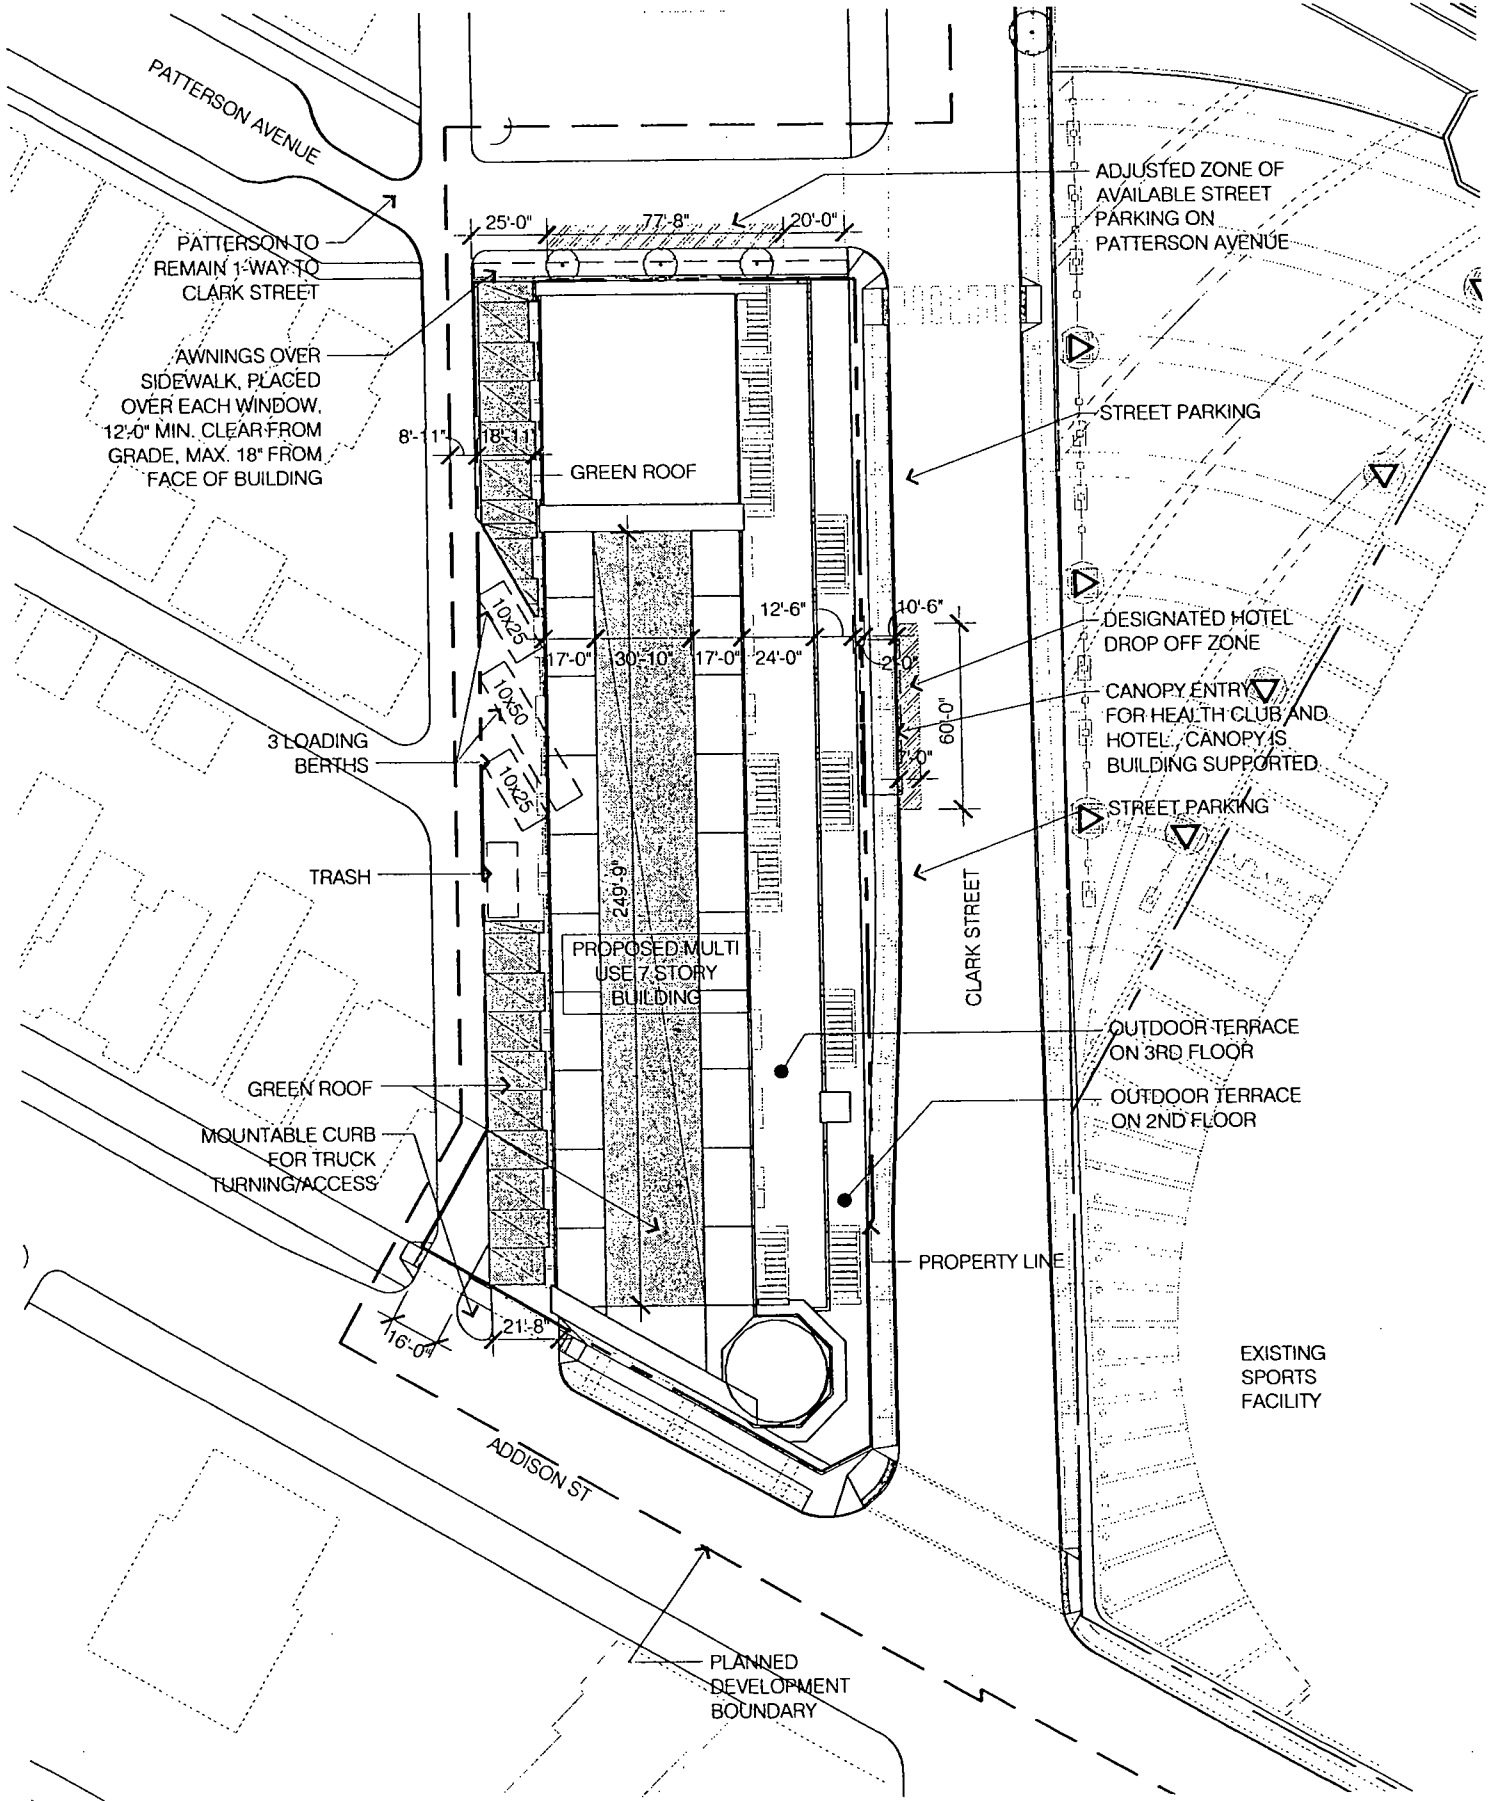 PATTERSON AVENUE
ADJUSTED ZONE OF
AVAILABLE STREET
PARKING ON
PATTERSON AVENUE
25'-0"
77'-8"
20'-0"
PATTERSON TO
REMAIN 1-WAY TO
CLARK STREET
AWNINGS OVER
SIDEWALK, PLACED
OVER EACH WINDOW,
12'-0" MIN. CLEAR FROM
GRADE, MAX. 18" FROM
FACE OF BUILDING
8'-11"
18'-11"
GREEN ROOF
STREET PARKING
10x25
12'-6"
10'-6"
DESIGNATED HOTEL
DROP OFF ZONE
17'-0"
30'-10"
17'-0"
24'-0"
2'-0"
10x50
CANOPY ENTRY
FOR HEALTH CLUB AND
HOTEL. CANOPY IS
BUILDING SUPPORTED
60'-0"
3 LOADING
BERTHS
10x25
STREET PARKING
TRASH
249'-9"
CLARK STREET
PROPOSED MULTI
USE 7 STORY
BUILDING
OUTDOOR TERRACE
ON 3RD FLOOR
GREEN ROOF
OUTDOOR TERRACE
ON 2ND FLOOR
MOUNTABLE CURB
FOR TRUCK
TURNING/ACCESS
PROPERTY LINE
16'-0"
21'-8"
EXISTING
SPORTS
FACILITY
ADDISON ST
PLANNED
DEVELOPMENT
BOUNDARY